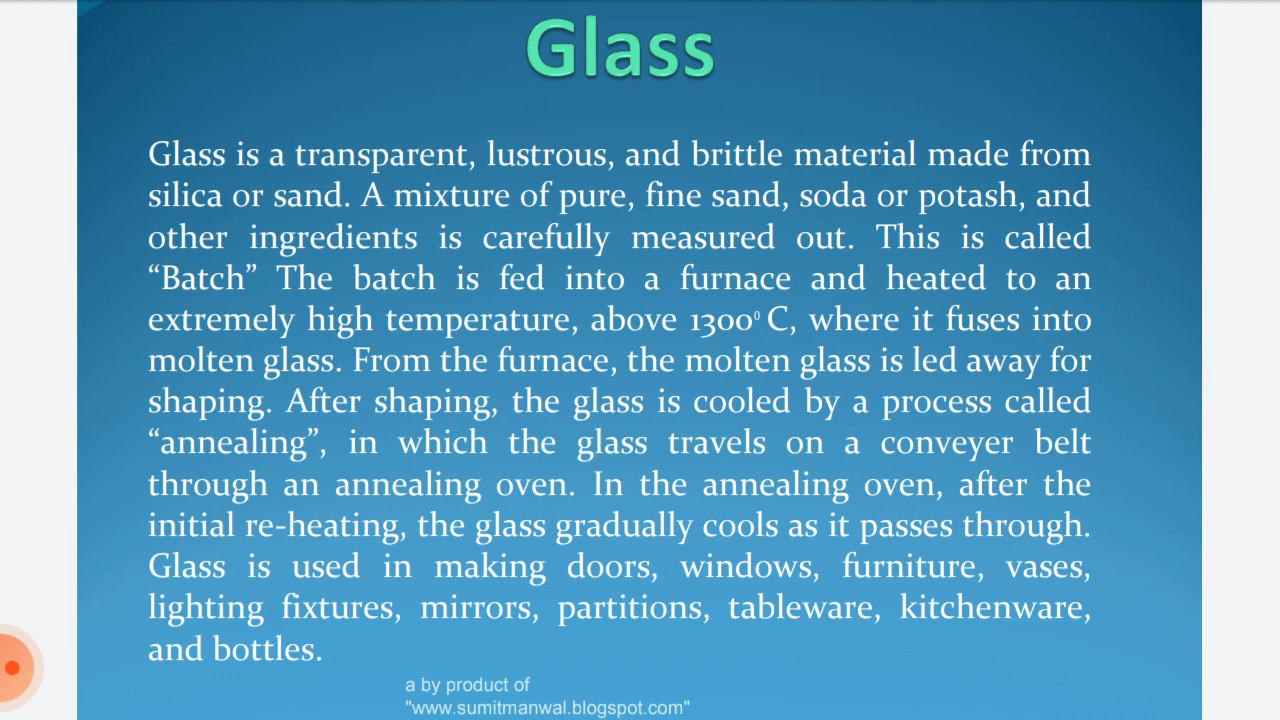 Glass
Glass is a transparent, lustrous, and brittle material made from
silica or sand. A mixture of pure, fine sand, soda or potash, and
other ingredients is carefully measured out. This is called
“Batch” The batch is fed into a furnace and heated to an
extremely high temperature, above 1300⁰ C, where it fuses into
molten glass. From the furnace, the molten glass is led away for
shaping. After shaping, the glass is cooled by a process called
“annealing”, in which the glass travels on a conveyer belt
through an annealing oven. In the annealing oven, after the
initial re-heating, the glass gradually cools as it passes through.
Glass is used in making doors, windows, furniture, vases,
lighting fixtures, mirrors, partitions, tableware, kitchenware,
and bottles.
a by product of
"www.sumitmanwal.blogspot.com"